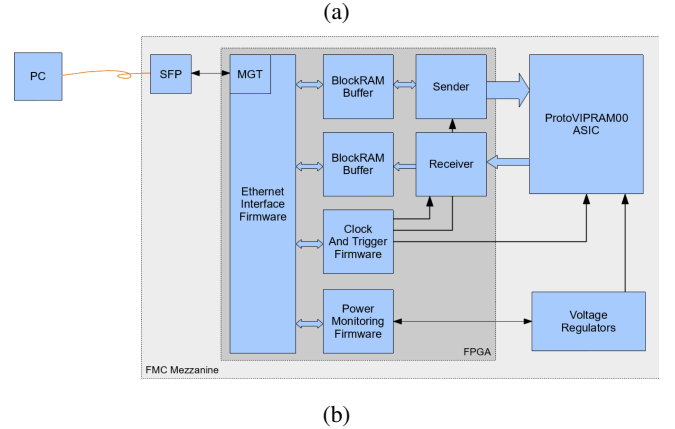 (a)
PC
SFP
MGT
BlockRAM
Buffer
Sender
ProtoVIPRAM00
ASIC
BlockRAM
Buffer
Receiver
Ethernet
Interface
Firmware
Clock
And Trigger
Firmware
Power
Monitoring
Firmware
Voltage
Regulators
FPGA
FMC Mezzanine
(b)